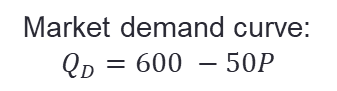 Market demand curve:
Q_D = 600 – 50P